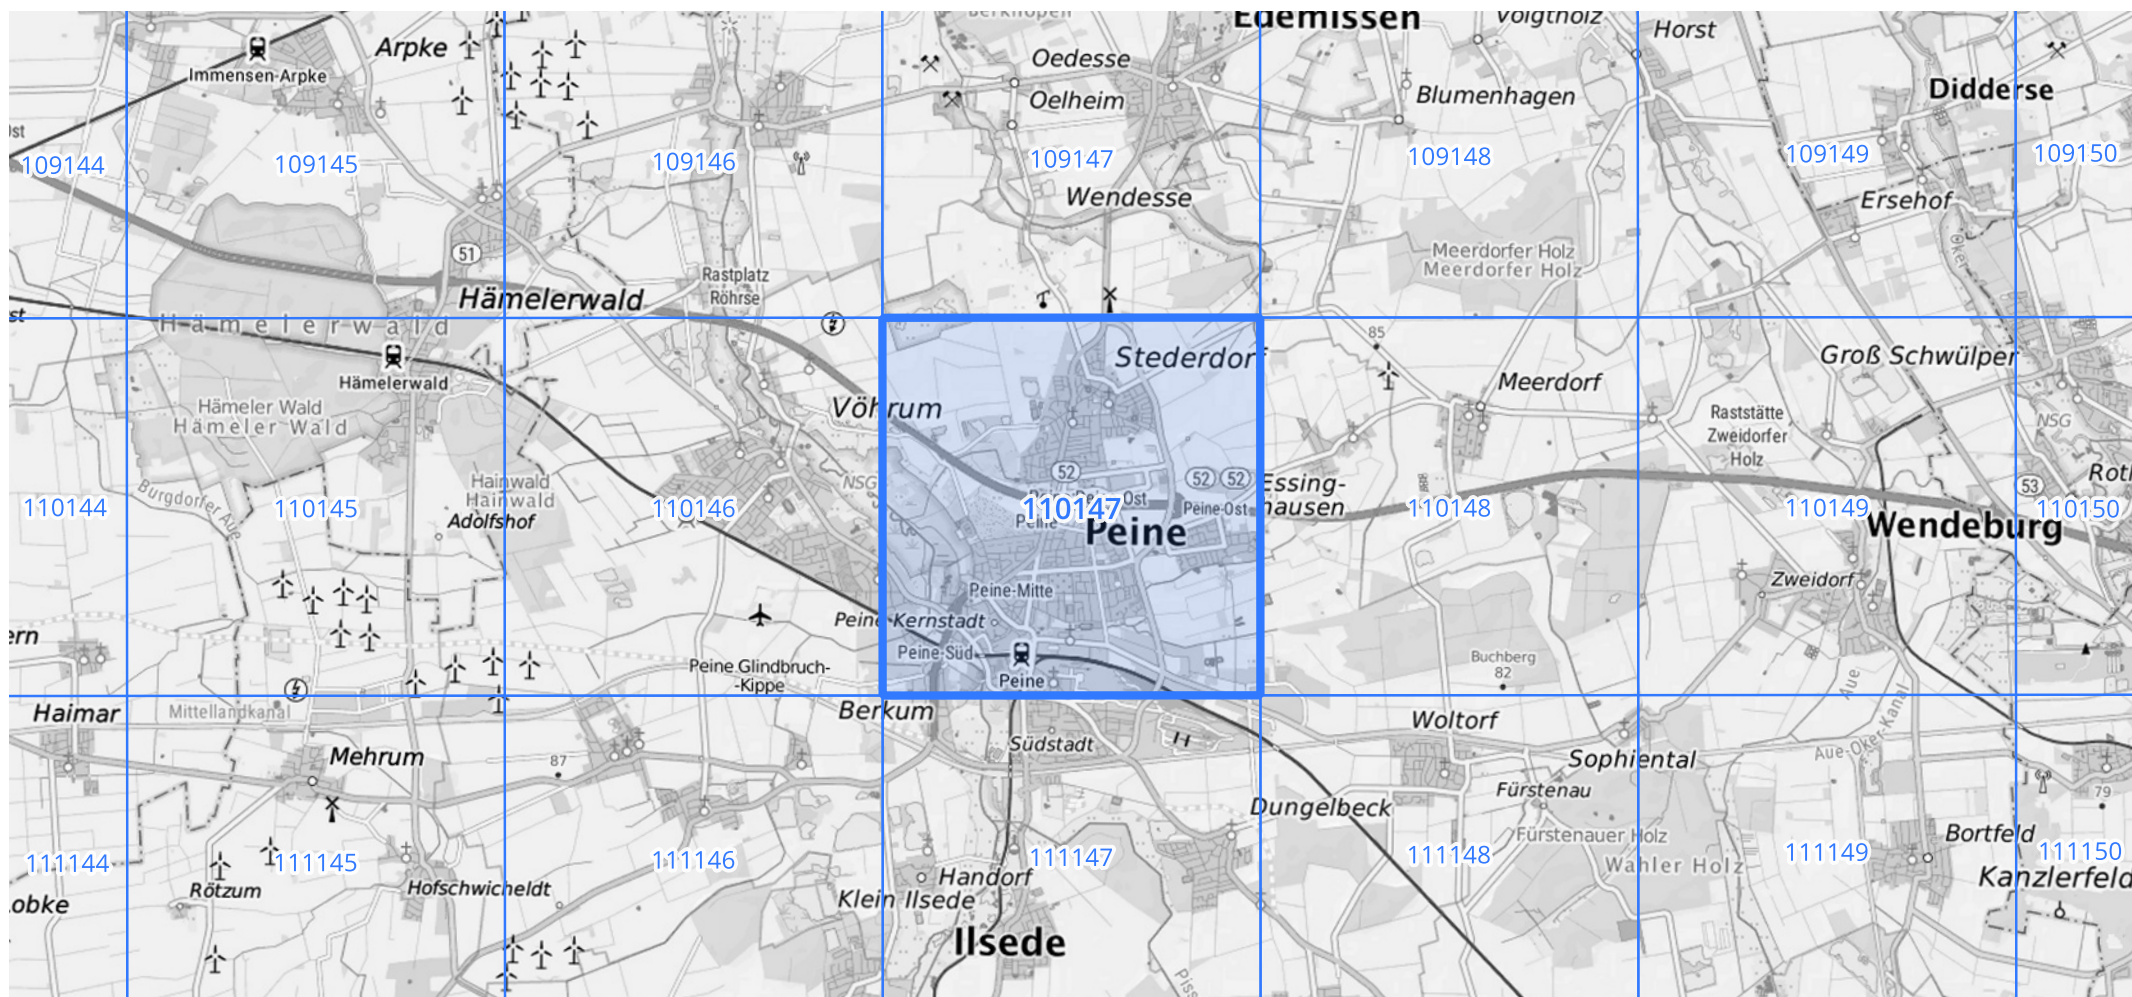 Edemissen
Voigtholz
Horst
Arpke
Immensen-Arpke
Oedesse
Oelheim
Blumenhagen
Didderse
109144
109145
109146
109147
109148
109149
109150
Wendesse
Ersehof
Oker
51
Meerdorfer Holz
Meerdorfer Holz
Rastplatz
Röhrse
Hämelerwald
Hämelerwald
Hämelerwald
Stederdorf
85
Groß Schwülper
Meerdorf
Hämeler Wald
Hämeler Wald
Vöhrum
Raststätte
Zweidorfer
Holz
NSG
52
52
52
53
Hainwald
Hainwald
NSG
Essing-
hausen
Peine-Ost
Burgdorfer Aue
110144
110145
110146
110147
110148
110149
110150
Adolfshof
Peine
Wendeburg
Zweidorf
Peine-Mitte
Peine Kernstadt
Peine-Süd
Peine
Peine Glindbruch-
-Kippe
Buchberg
82
Aue
Haimar
Mittellandkanal
Berkum
Woltorf
Aue-Oker-Kanal
Südstadt
Mehrum
87
Sophiental
Fürstenau
79
Dungelbeck
Fürstenauer Holz
Wahler Holz
Bortfeld
111144
111145
111146
111147
111148
111149
111150
Rötzum
Hofschwicheldt
Handorf
Klein Ilsede
Kanzlerfeld
Ilsede